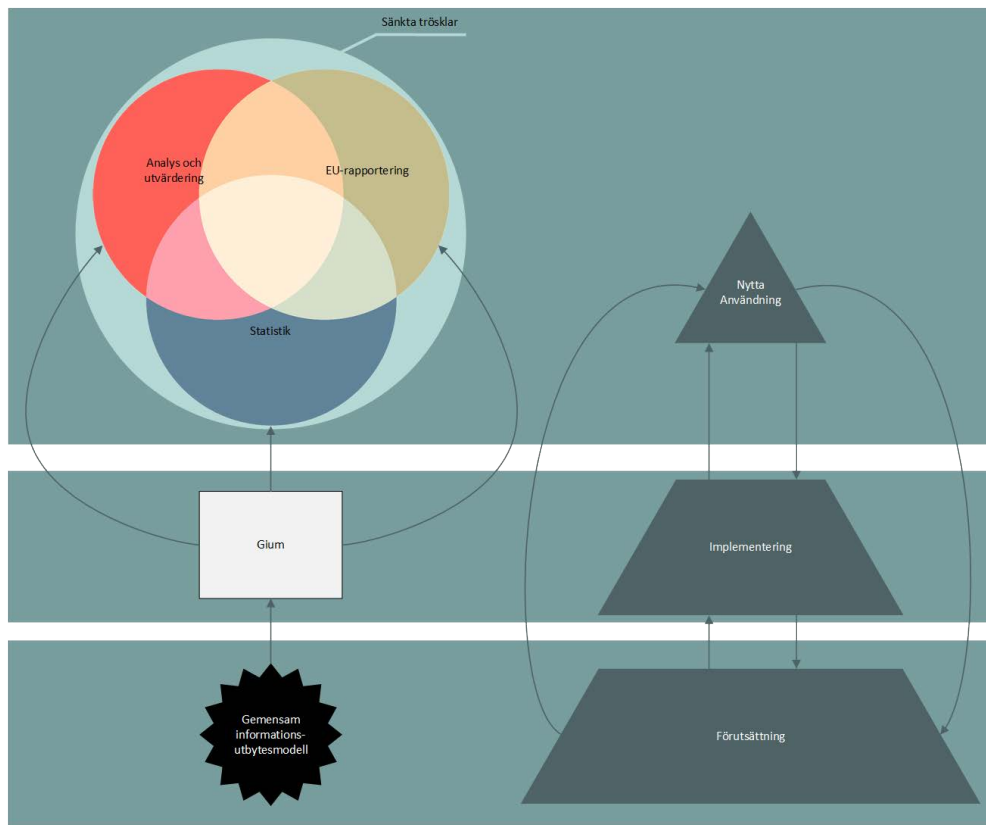 Sänkta trösklar
Analys och
utvärdering
EU-rapportering
Statistik
Nytta
Användning
Gium
Implementering
Gemensam
informations-
utbytesmodell
Förutsättning